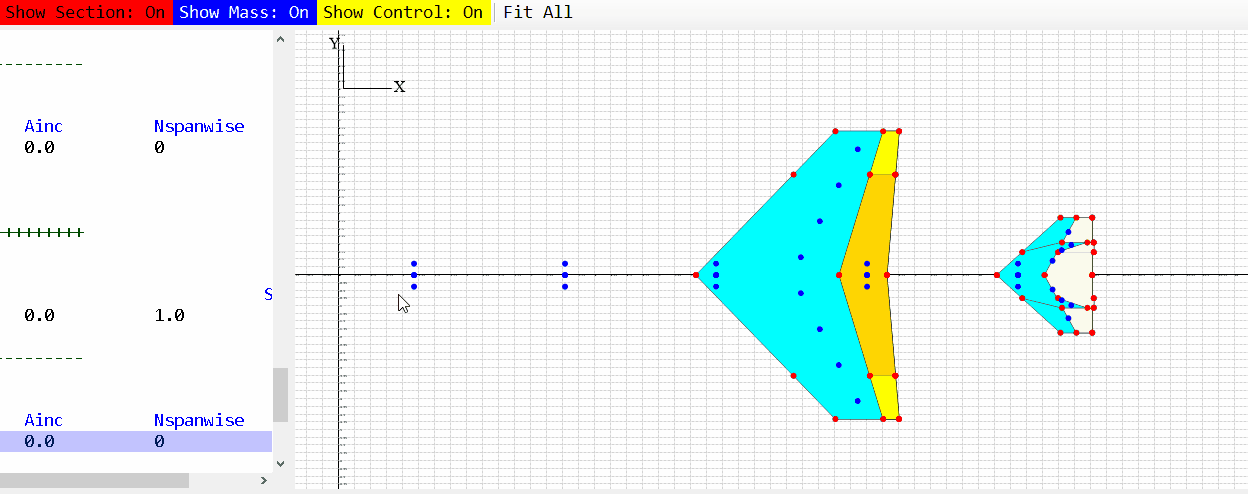 Show Section: On Show Mass: On Show Control: On Fit All
Y
X
Ainc Nspanwise
0.0 0
S
0.0 1.0
Ainc Nspanwise
0.0 0